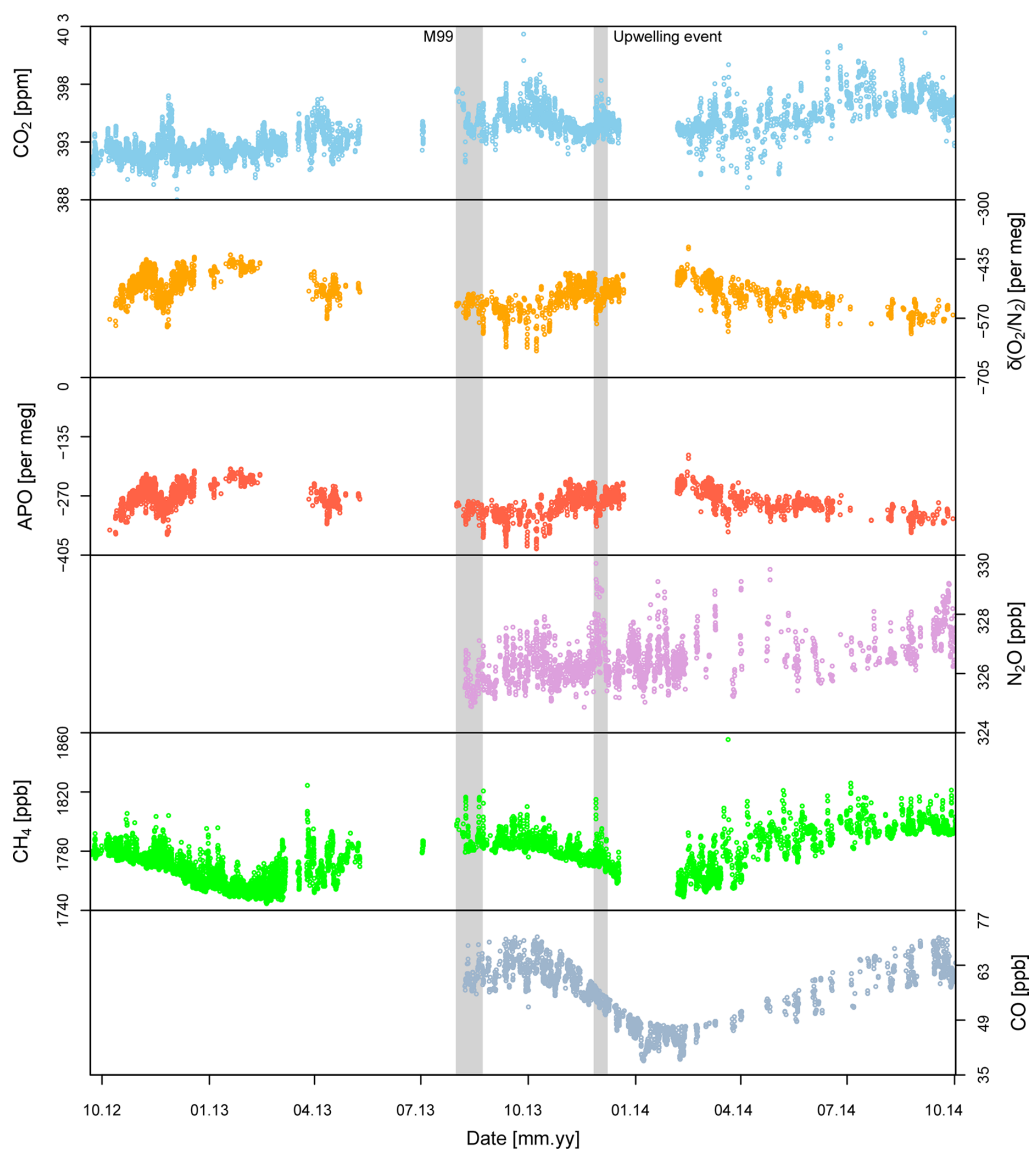 M99
Upwelling event
CO₂ [ppm]
40 3
398
393
388
δ(O₂/N₂) [per meg]
−300
−435
−570
−705
APO [per meg]
0
−135
−270
−405
N₂O [ppb]
330
328
326
324
CH₄ [ppb]
1860
1820
1780
1740
CO [ppb]
77
63
49
35
10.12 01.13 04.13 07.13 10.13 01.14 04.14 07.14 10.14
Date [mm.yy]